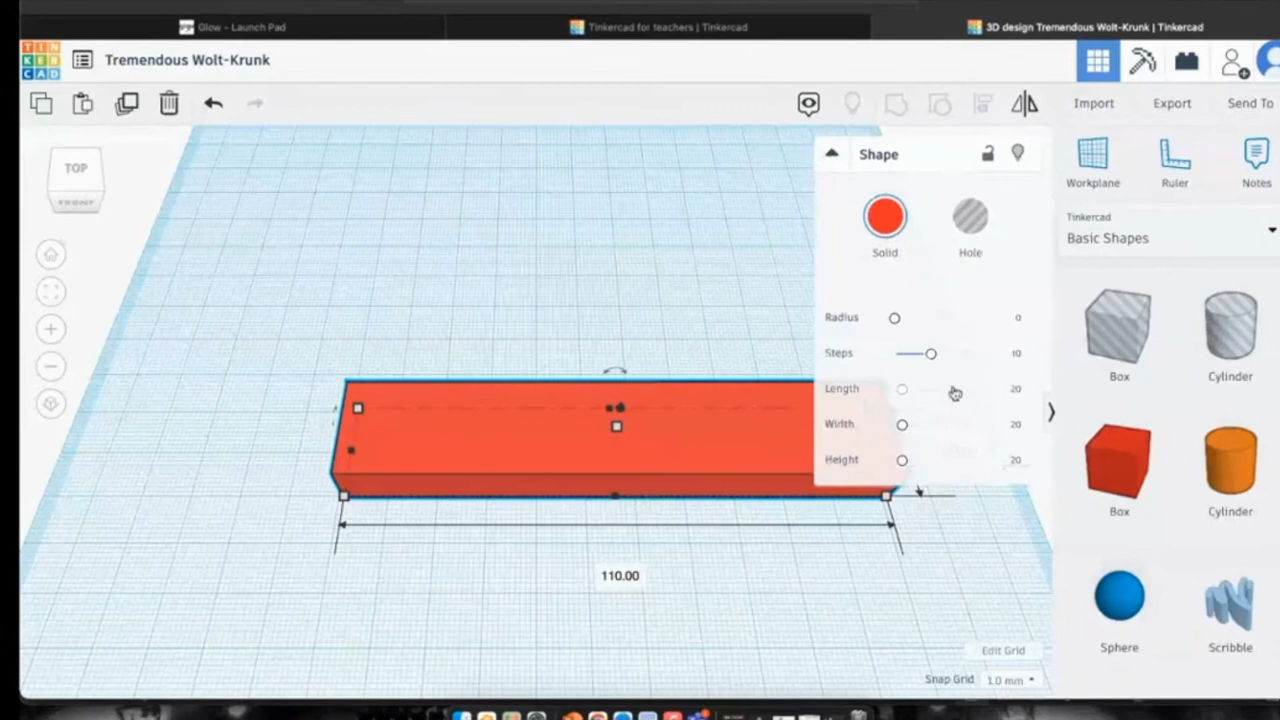 Glow - Launch Pad
Tinkercad for teachers | Tinkercad
3D design Tremendous Wolt-Krunk | Tinkercad
TIN
KER
CAD
Tremendous Wolt-Krunk
Import
Export
Send To
TOP
FRONT
Shape
Solid
Hole
Radius 0
Steps 10
Length 20
Width 20
Height 20
Workplane
Ruler
Notes
Tinkercad
Basic Shapes
Box
Cylinder
Box
Cylinder
Sphere
Scribble
110.00
Edit Grid
Snap Grid 1.0 mm